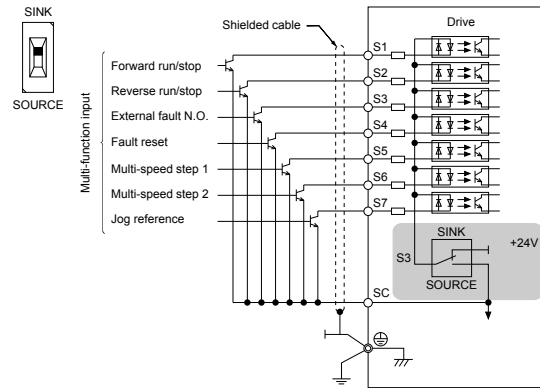 SINK
SOURCE
Shielded cable
Drive
Multi-function input
Forward run/stop
Reverse run/stop
External fault N.O.
Fault reset
Multi-speed step 1
Multi-speed step 2
Jog reference
S1
S2
S3
S4
S5
S6
S7
SINK
+24V
S3
SOURCE
SC